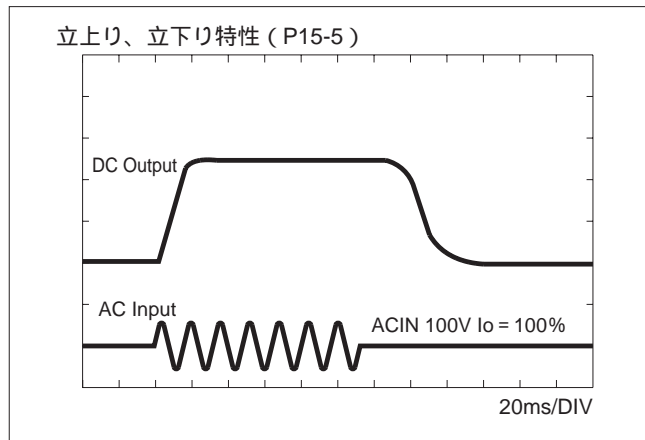 立上り、立下り特性 ( P15-5 )
DC Output
AC Input
ACIN 100V Io = 100%
20ms/DIV